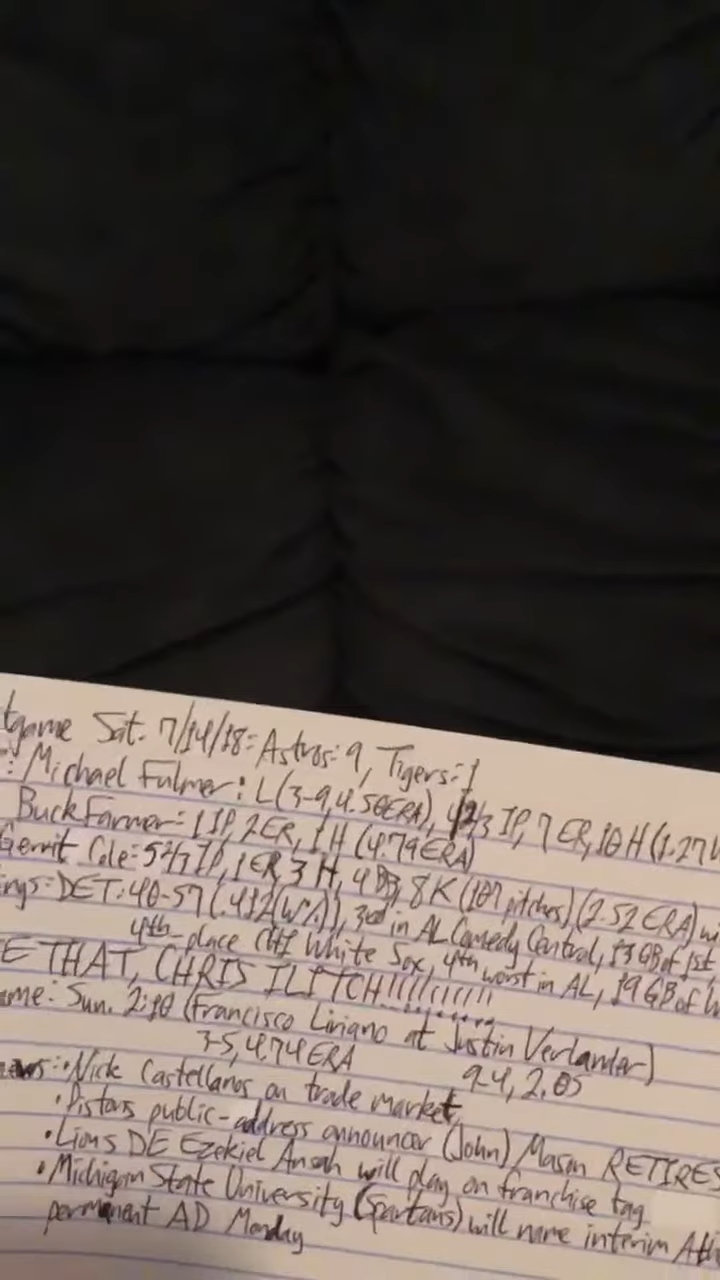 tgame Sat. 7/14/18: Astros: 9, Tigers: 1
: Michael Fulmer: L (3-9, 4.50 ERA), 4 2/3 IP, 7 ER, 10 H (1.27 W
Buck Farmer: 1 IP, 2 ER, 1 H (4.79 ERA)
Gerrit Cole: 5 2/3 IP, 1 ER, 3 H, 4 BB, 8 K (107 pitches) (2.52 ERA) wi
ings: DET: 40-57 (.412 (W%)), 3rd in AL Comedy Central, 13 GB of 1st,
4th-place CHI White Sox, 4th worst in AL, 19 GB of W
E THAT, CHRIS ILITCH!!!!!!!!!!
ame: Sun. 2:10 (Francisco Liriano at Justin Verlander)
3-5, 4.74 ERA 9-4, 2.05
ews: • Nick Castellanos on trade market,
• Pistons public-address announcer (John) Mason RETIRES
• Lions DE Ezekiel Ansah will play on franchise tag
• Michigan State University (Spartans) will name interim Ath
permanent AD Monday